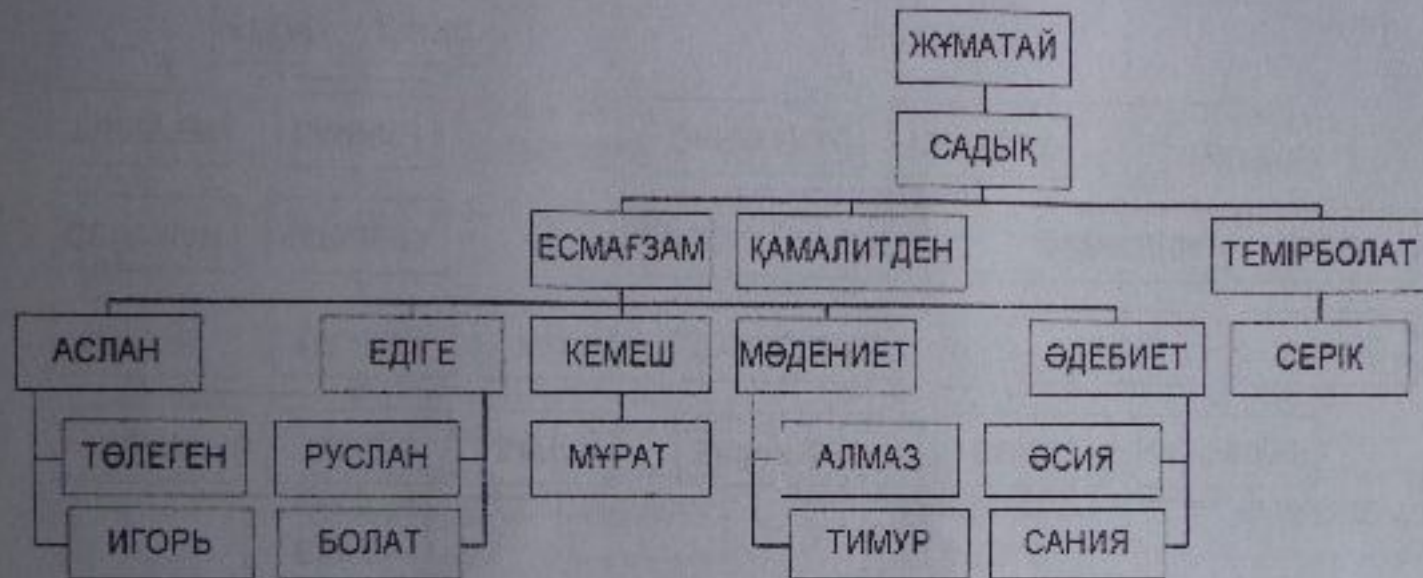 ЖҰМАТАЙ
САДЫҚ
ЕСМАҒЗАМ ҚАМАЛИТДЕН ТЕМІРБОЛАТ
АСЛАН ЕДІГЕ КЕМЕШ МӘДЕНИЕТ ӘДЕБИЕТ СЕРІК
ТӨЛЕГЕН РУСЛАН МҰРАТ АЛМАЗ ӘСИЯ
ИГОРЬ БОЛАТ ТИМУР САНИЯ